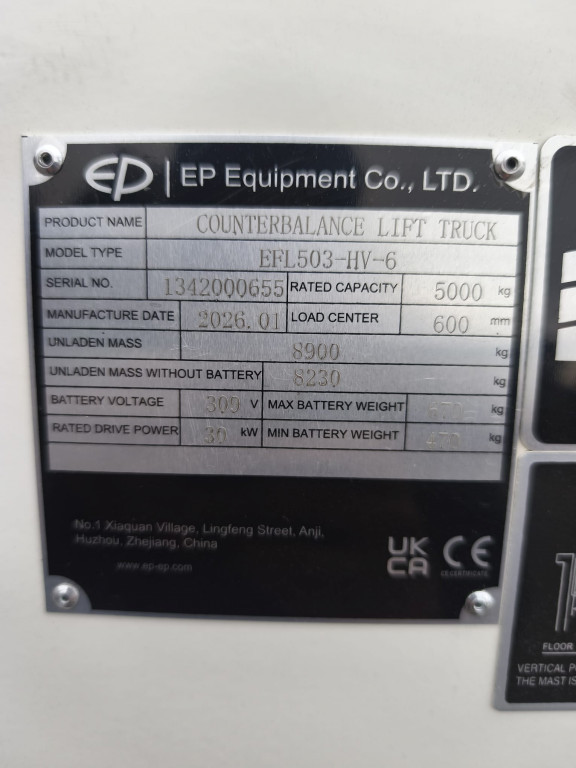 EP | EP Equipment Co., LTD.
PRODUCT NAME COUNTERBALANCE LIFT TRUCK
MODEL TYPE EFL503-HV-6
SERIAL NO. 1342000655 RATED CAPACITY 5000 kg
MANUFACTURE DATE 2026.01 LOAD CENTER 600 mm
UNLADEN MASS 8900 kg
UNLADEN MASS WITHOUT BATTERY 8230 kg
BATTERY VOLTAGE 309 V MAX BATTERY WEIGHT kg
RATED DRIVE POWER 30 kW MIN BATTERY WEIGHT kg
No.1 Xiaquan Village, Lingfeng Street, Anji,
Huzhou, Zhejiang, China
www.ep-ep.com
UK
CA CE
CE CERTIFICATE
FLOOR
VERTICAL
THE MAST IS